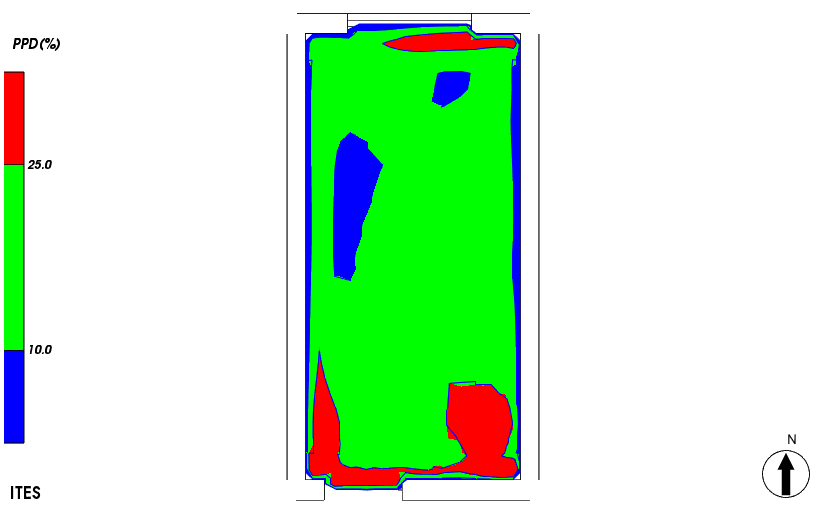 PPD(%)
25.0
10.0
N
ITES